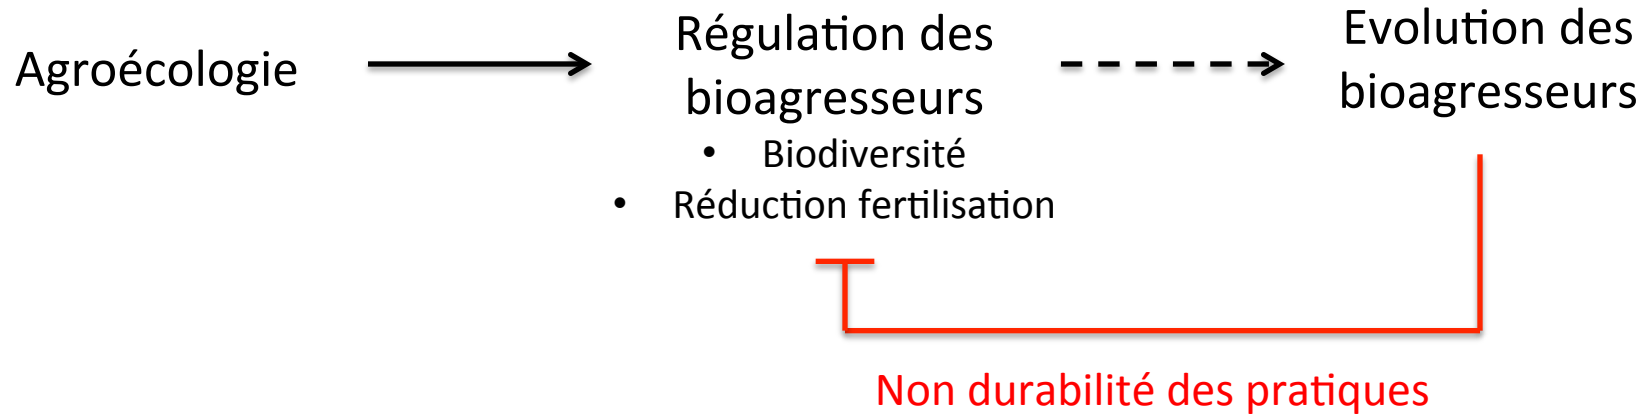 Agroécologie
Régulation des
bioagresseurs
• Biodiversité
• Réduction fertilisation
Evolution des
bioagresseurs
Non durabilité des pratiques